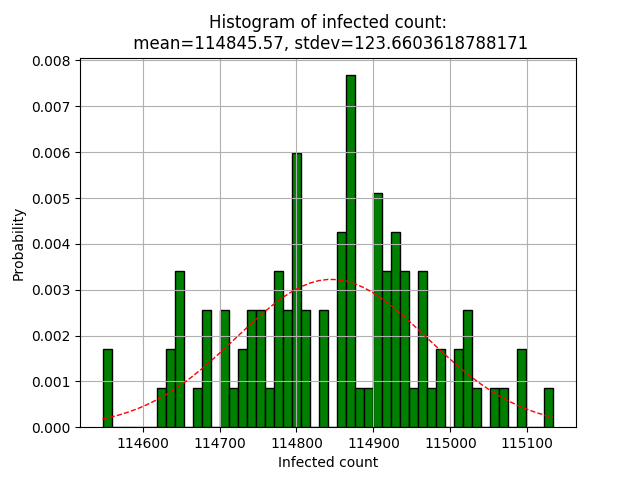 Histogram of infected count:
mean=114845.57, stdev=123.6603618788171
0.008
0.007
0.006
0.005
0.004
0.003
0.002
0.001
0.000
Probability
114600 114700 114800 114900 115000 115100
Infected count